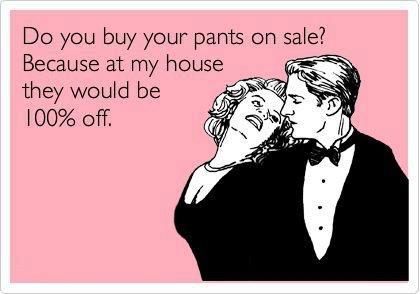 Do you buy your pants on sale?
Because at my house
they would be
100% off.